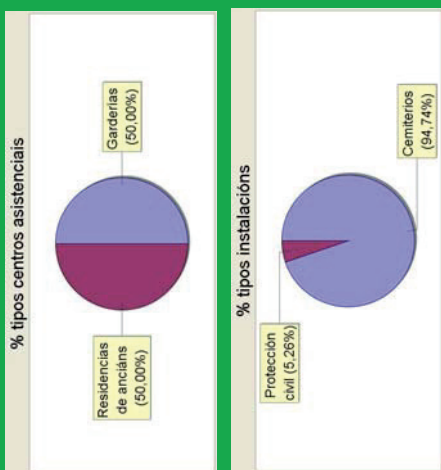 % tipos centros asistenciais
Garderías
(50,00%)
Residencias
de anciáns
(50,00%)
% tipos instalacións
Protección
civil (5,26%)
Cemiterios
(94,74%)